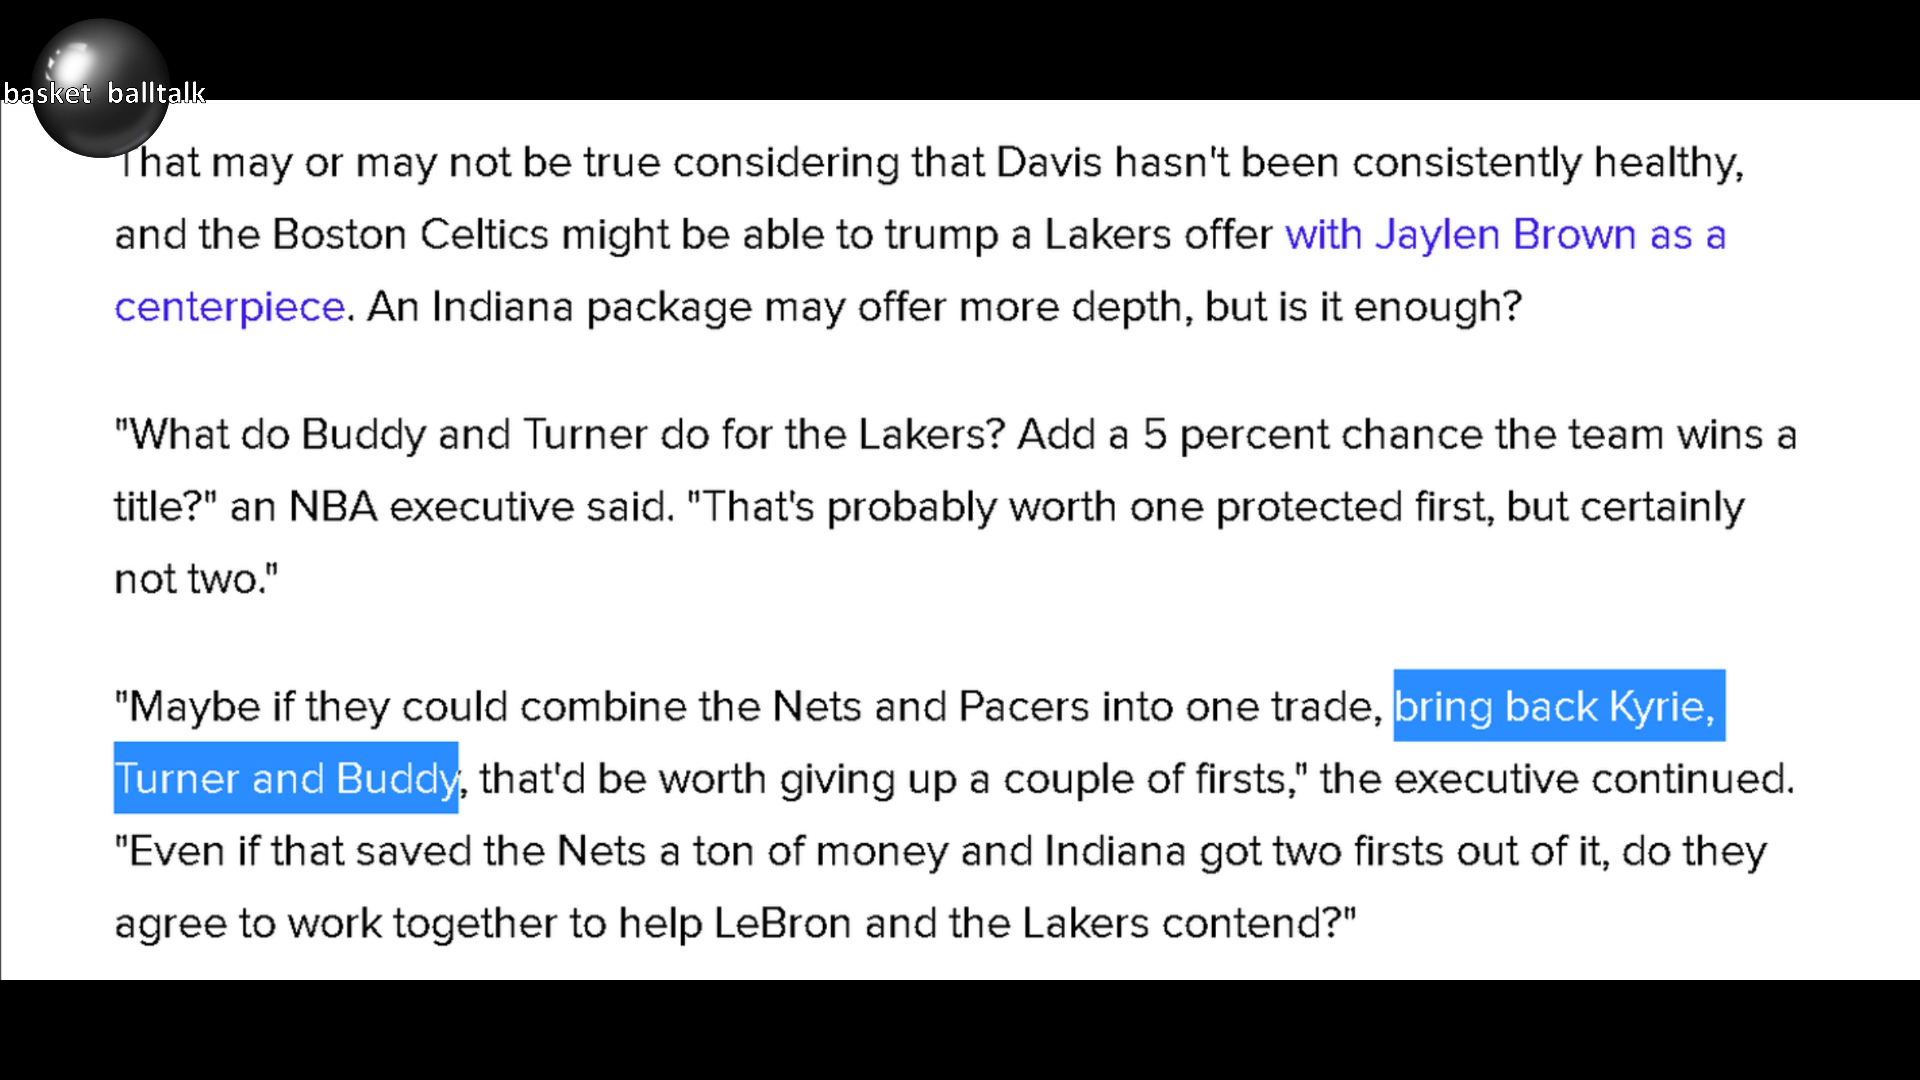 basket balltalk
That may or may not be true considering that Davis hasn't been consistently healthy,
and the Boston Celtics might be able to trump a Lakers offer with Jaylen Brown as a
centerpiece. An Indiana package may offer more depth, but is it enough?
"What do Buddy and Turner do for the Lakers? Add a 5 percent chance the team wins a
title?" an NBA executive said. "That's probably worth one protected first, but certainly
not two."
"Maybe if they could combine the Nets and Pacers into one trade, bring back Kyrie,
Turner and Buddy, that'd be worth giving up a couple of firsts," the executive continued.
"Even if that saved the Nets a ton of money and Indiana got two firsts out of it, do they
agree to work together to help LeBron and the Lakers contend?"